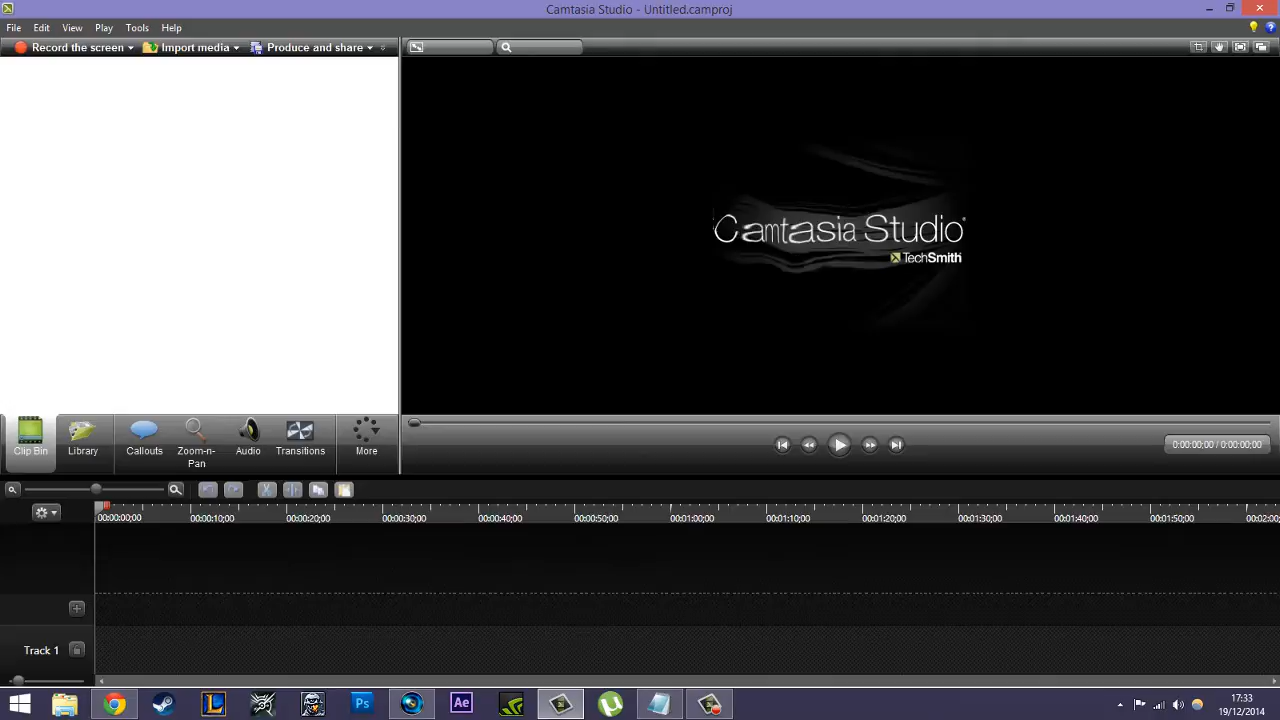 Camtasia Studio - Untitled.camproj
File Edit View Play Tools Help
Record the screen Import media Produce and share
Camtasia Studio
TechSmith
Clip Bin Library Callouts Zoom-n-Pan Audio Transitions More
0:00:00;00 / 0:00:00;00
00:00:00;00 00:00:10;00 00:00:20;00 00:00:30;00 00:00:40;00 00:00:50;00 00:01:00;00 00:01:10;00 00:01:20;00 00:01:30;00 00:01:40;00 00:01:50;00 00:02:00
Track 1
Ps Ae
17:33
19/12/2014